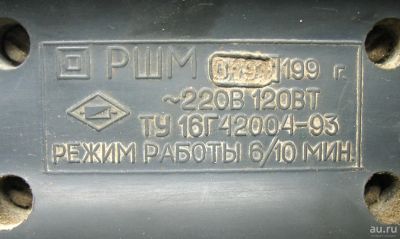 РШМ 199 г.
~220В 120ВТ
ТУ 16Г42004-93
РЕЖИМ РАБОТЫ 6/10 МИН.
au.ru